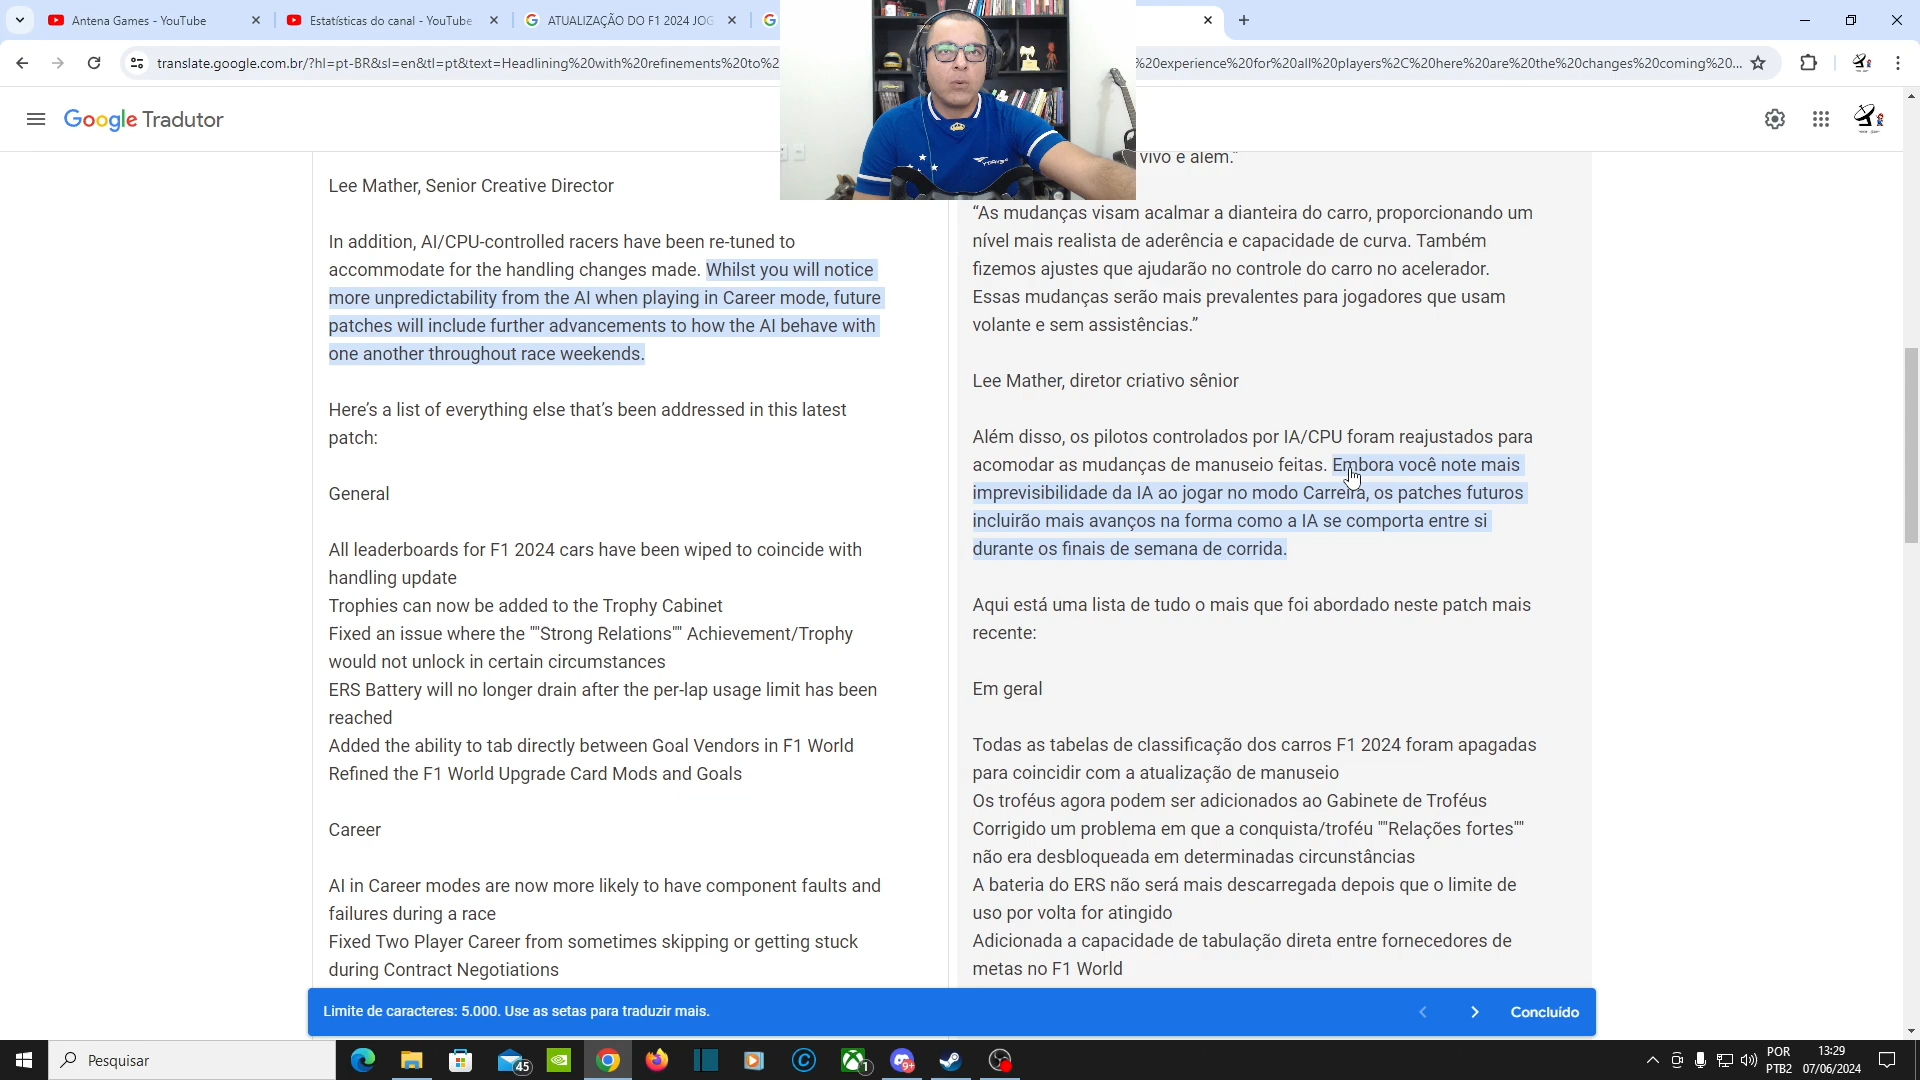 Antena Games - YouTube
Estatísticas do canal - YouTube
ATUALIZAÇÃO DO F1 2024 JOG
translate.google.com.br/?hl=pt-BR&sl=en&tl=pt&text=Headlining%20with%20refinements%20to%2
%20experience%20for%20all%20players%2C%20here%20are%20the%20changes%20coming%20...
Google Tradutor
Lee Mather, Senior Creative Director
In addition, AI/CPU-controlled racers have been re-tuned to
accommodate for the handling changes made. Whilst you will notice
more unpredictability from the AI when playing in Career mode, future
patches will include further advancements to how the AI behave with
one another throughout race weekends.
Here’s a list of everything else that’s been addressed in this latest
patch:
General
All leaderboards for F1 2024 cars have been wiped to coincide with
handling update
Trophies can now be added to the Trophy Cabinet
Fixed an issue where the ""Strong Relations"" Achievement/Trophy
would not unlock in certain circumstances
ERS Battery will no longer drain after the per-lap usage limit has been
reached
Added the ability to tab directly between Goal Vendors in F1 World
Refined the F1 World Upgrade Card Mods and Goals
Career
AI in Career modes are now more likely to have component faults and
failures during a race
Fixed Two Player Career from sometimes skipping or getting stuck
during Contract Negotiations
vivo e além.”
“As mudanças visam acalmar a dianteira do carro, proporcionando um
nível mais realista de aderência e capacidade de curva. Também
fizemos ajustes que ajudarão no controle do carro no acelerador.
Essas mudanças serão mais prevalentes para jogadores que usam
volante e sem assistências.”
Lee Mather, diretor criativo sênior
Além disso, os pilotos controlados por IA/CPU foram reajustados para
acomodar as mudanças de manuseio feitas. Embora você note mais
imprevisibilidade da IA ao jogar no modo Carreira, os patches futuros
incluirão mais avanços na forma como a IA se comporta entre si
durante os finais de semana de corrida.
Aqui está uma lista de tudo o mais que foi abordado neste patch mais
recente:
Em geral
Todas as tabelas de classificação dos carros F1 2024 foram apagadas
para coincidir com a atualização de manuseio
Os troféus agora podem ser adicionados ao Gabinete de Troféus
Corrigido um problema em que a conquista/troféu ""Relações fortes""
não era desbloqueada em determinadas circunstâncias
A bateria do ERS não será mais descarregada depois que o limite de
uso por volta for atingido
Adicionada a capacidade de tabulação direta entre fornecedores de
metas no F1 World
Limite de caracteres: 5.000. Use as setas para traduzir mais.
Concluído
Pesquisar
45
1
9+
POR
PTB2
13:29
07/06/2024